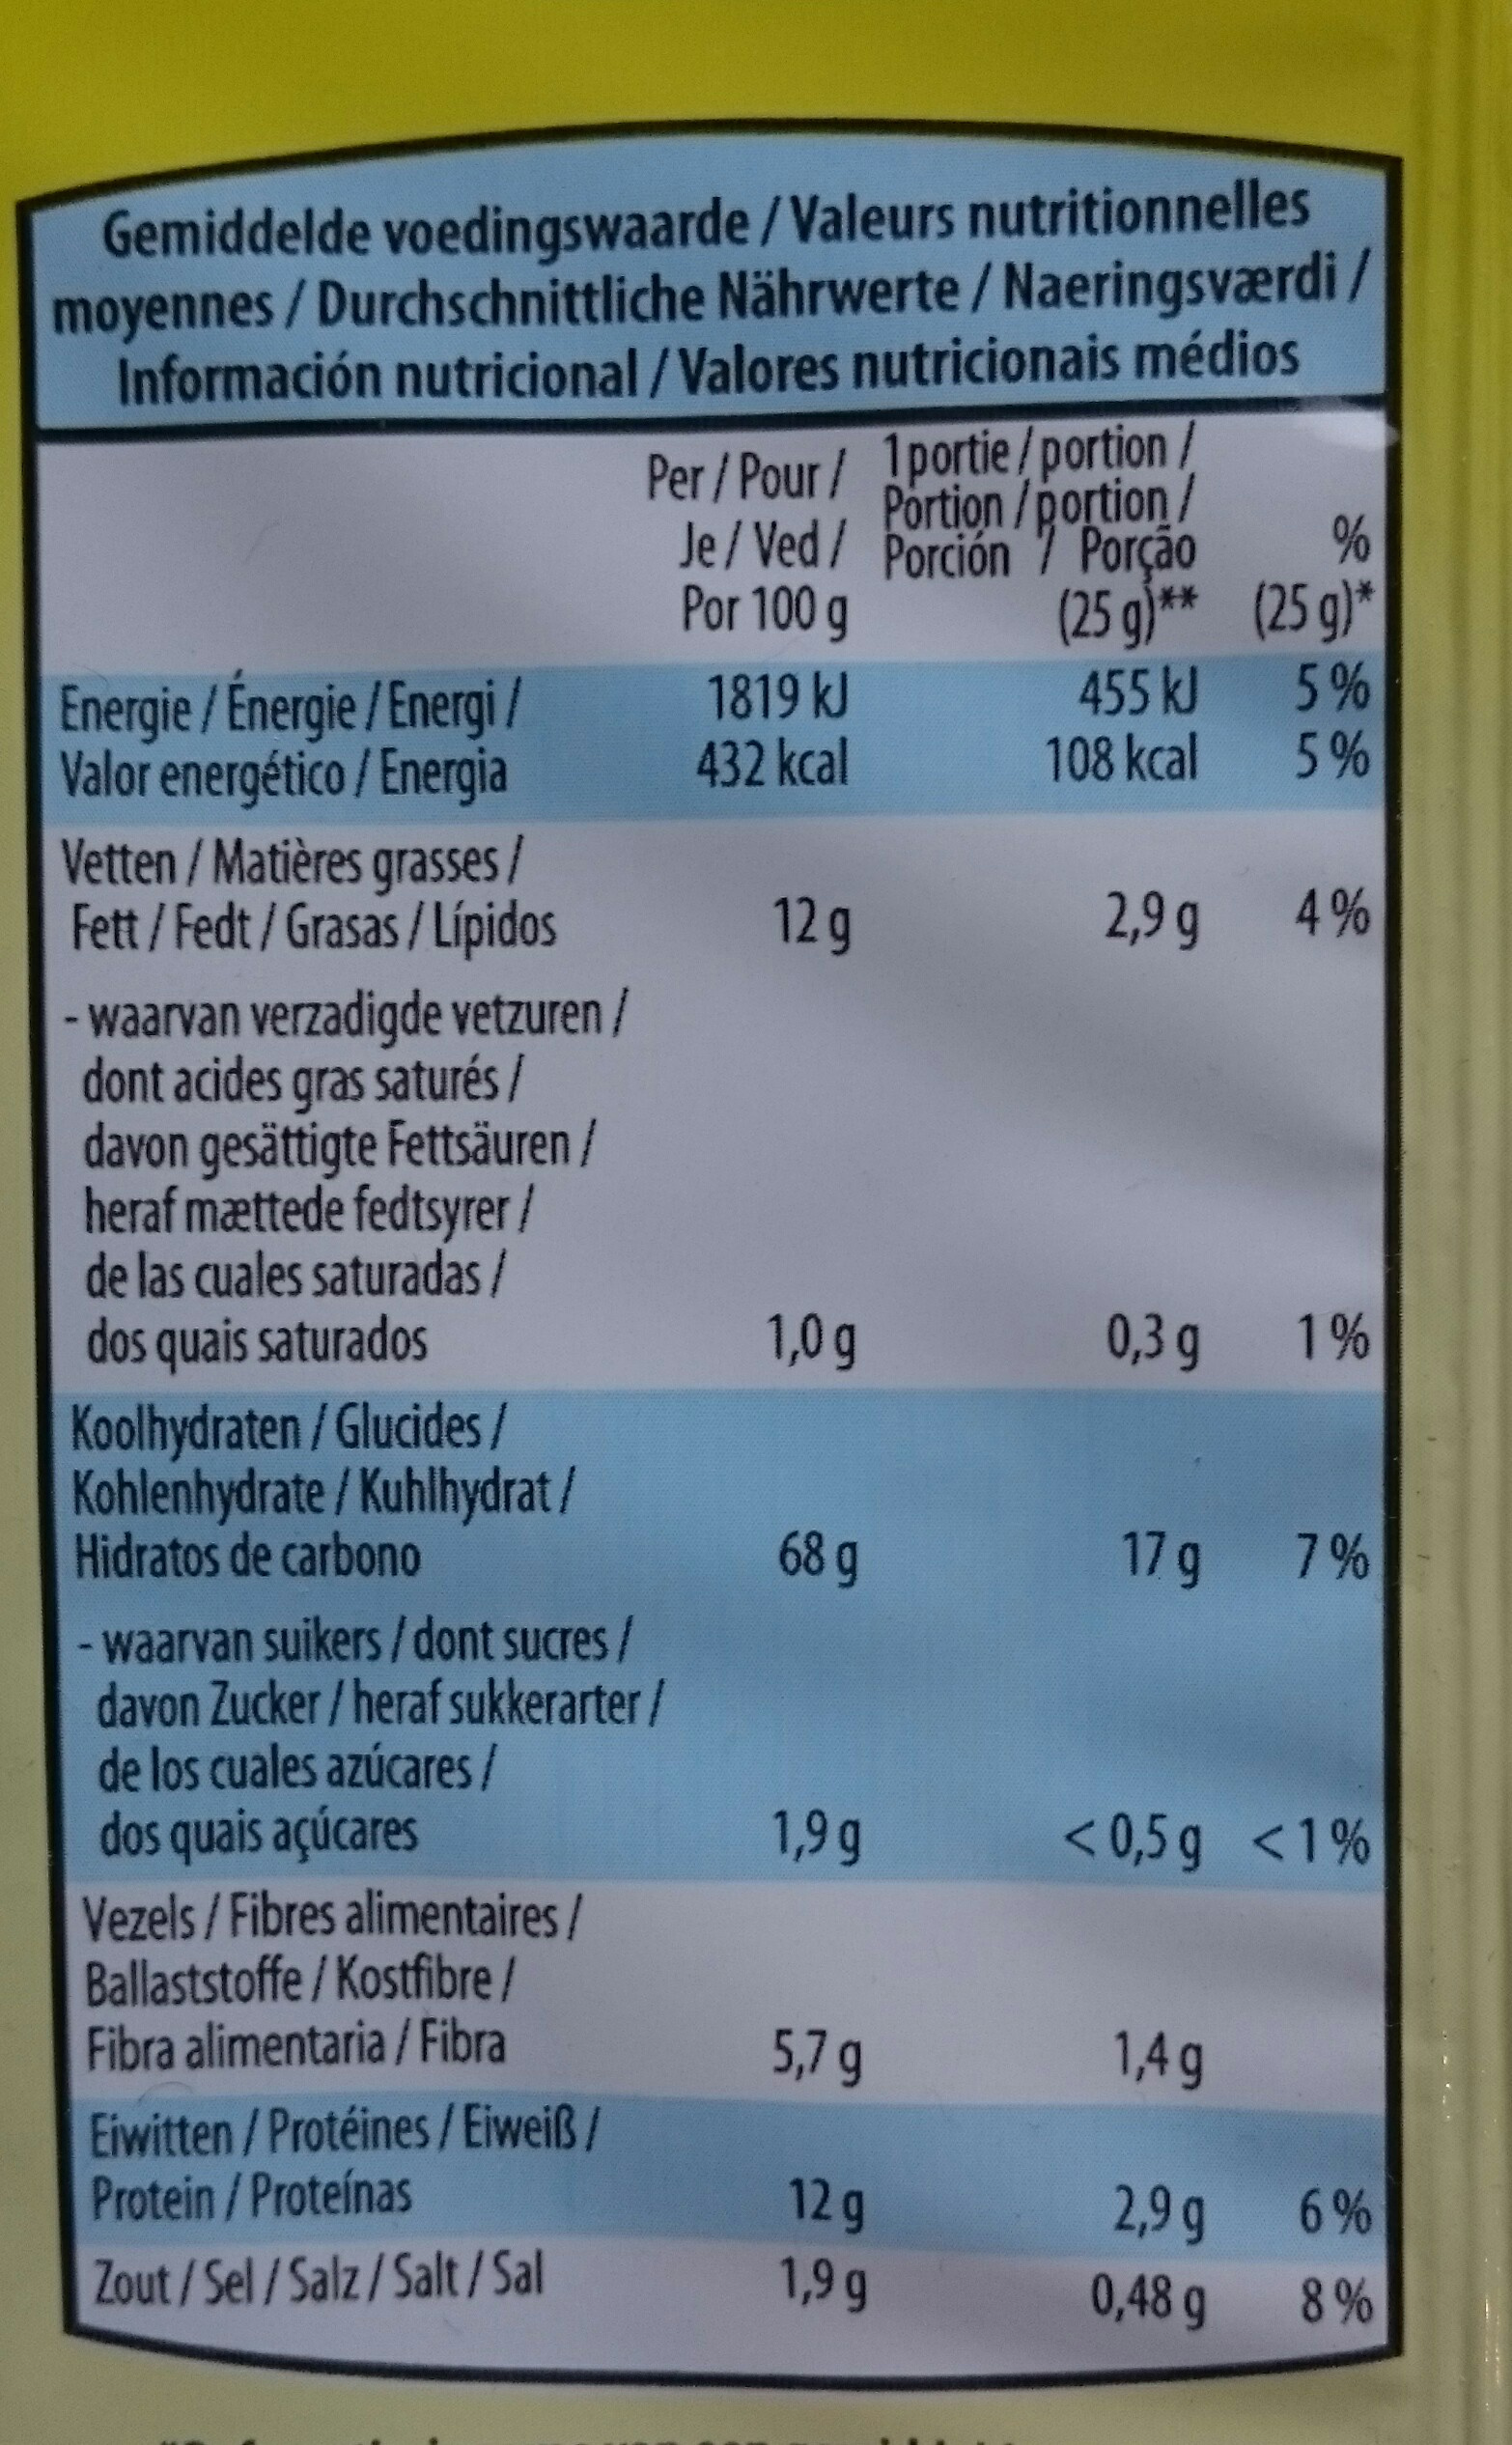 Gemiddelde voedingswaarde / Valeurs nutritionnelles
moyennes / Durchschnittliche Nährwerte / Naeringsværdi /
Información nutricional / Valores nutricionais médios
Per / Pour / 1 portie / portion /
Portion / portion /
Je / Ved / Porción / Porção %
Por 100 g (25 g)** (25 g)*
Energie / Énergie / Energi / 1819 kJ 455 kJ 5 %
Valor energético / Energia 432 kcal 108 kcal 5 %
Vetten / Matières grasses /
Fett / Fedt / Grasas / Lípidos 12 g 2,9 g 4 %
- waarvan verzadigde vetzuren /
dont acides gras saturés /
davon gesättigte Fettsäuren /
heraf mættede fedtsyrer /
de las cuales saturadas /
dos quais saturados 1,0 g 0,3 g 1 %
Koolhydraten / Glucides /
Kohlenhydrate / Kuhlhydrat /
Hidratos de carbono 68 g 17 g 7 %
- waarvan suikers / dont sucres /
davon Zucker / heraf sukkerarter /
de los cuales azúcares /
dos quais açúcares 1,9 g < 0,5 g < 1 %
Vezels / Fibres alimentaires /
Ballaststoffe / Kostfibre /
Fibra alimentaria / Fibra 5,7 g 1,4 g
Eiwitten / Protéines / Eiweiß /
Protein / Proteínas 12 g 2,9 g 6 %
Zout / Sel / Salz / Salt / Sal 1,9 g 0,48 g 8 %